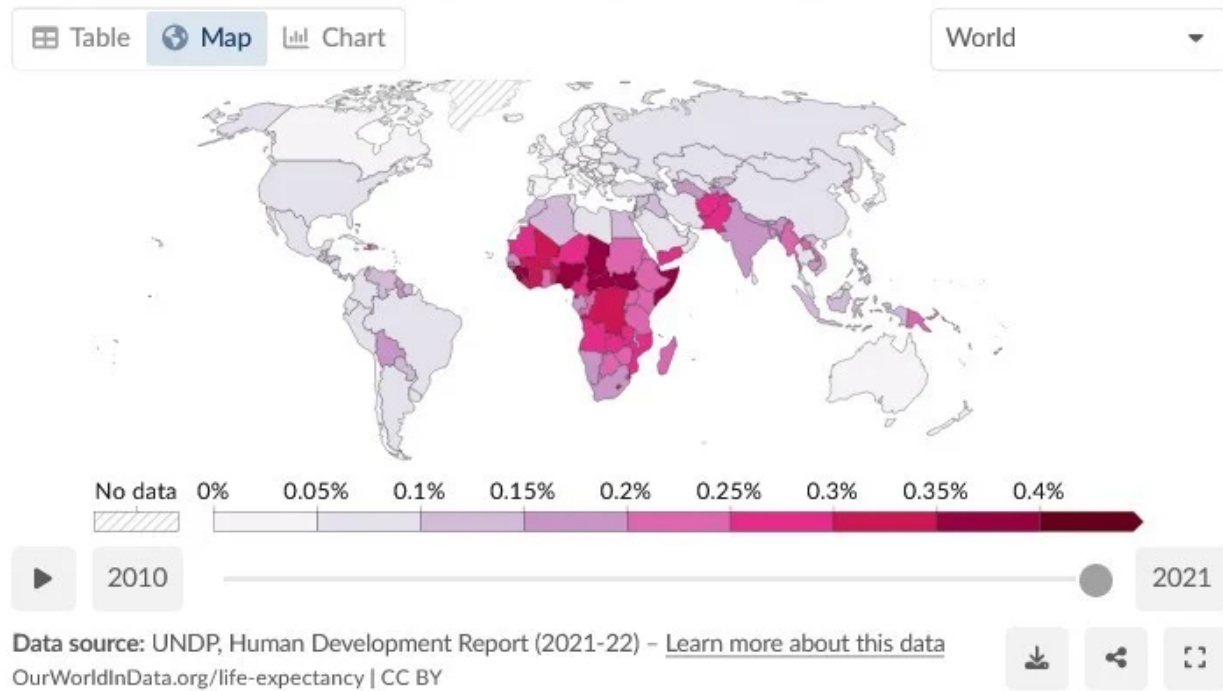 Table Map Chart World
No data 0% 0.05% 0.1% 0.15% 0.2% 0.25% 0.3% 0.35% 0.4%
2010 2021
Data source: UNDP, Human Development Report (2021-22) – Learn more about this data
OurWorldInData.org/life-expectancy | CC BY